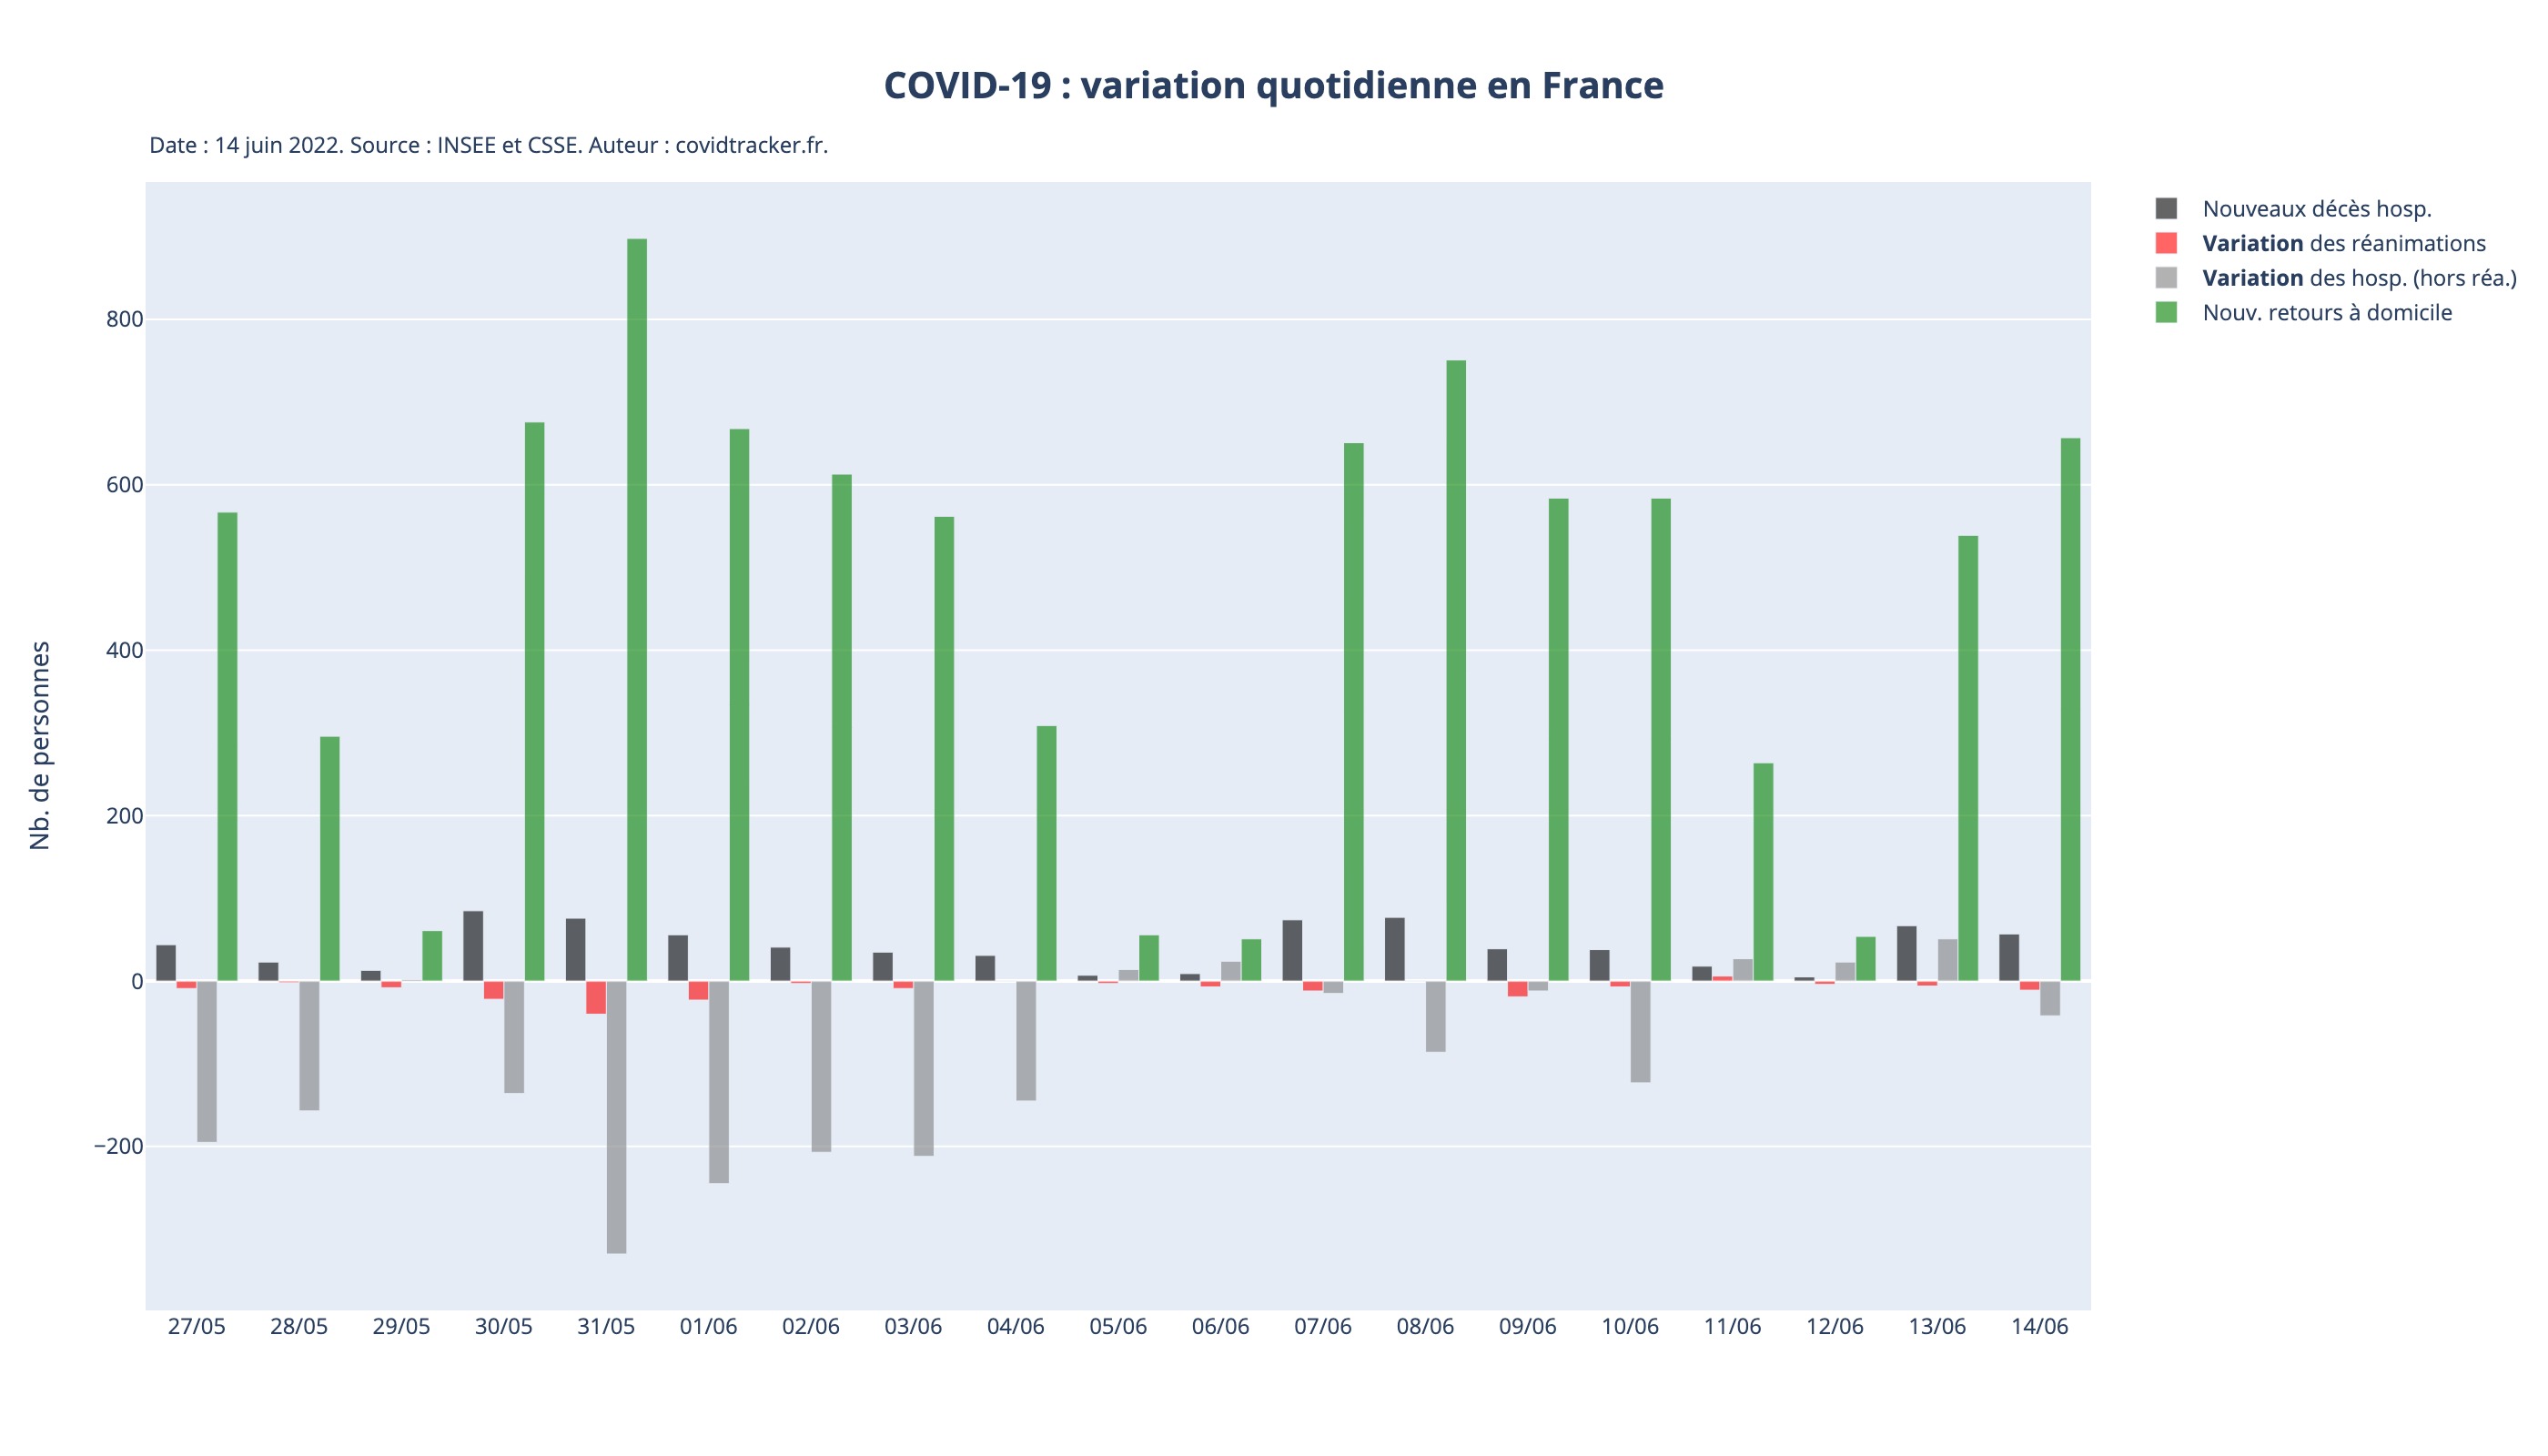 COVID-19 : variation quotidienne en France
Date : 14 juin 2022. Source : INSEE et CSSE. Auteur : covidtracker.fr.
Nouveaux décès hosp.
Variation des réanimations
Variation des hosp. (hors réa.)
Nouv. retours à domicile
Nb. de personnes
800
600
400
200
0
−200
27/05 28/05 29/05 30/05 31/05 01/06 02/06 03/06 04/06 05/06 06/06 07/06 08/06 09/06 10/06 11/06 12/06 13/06 14/06